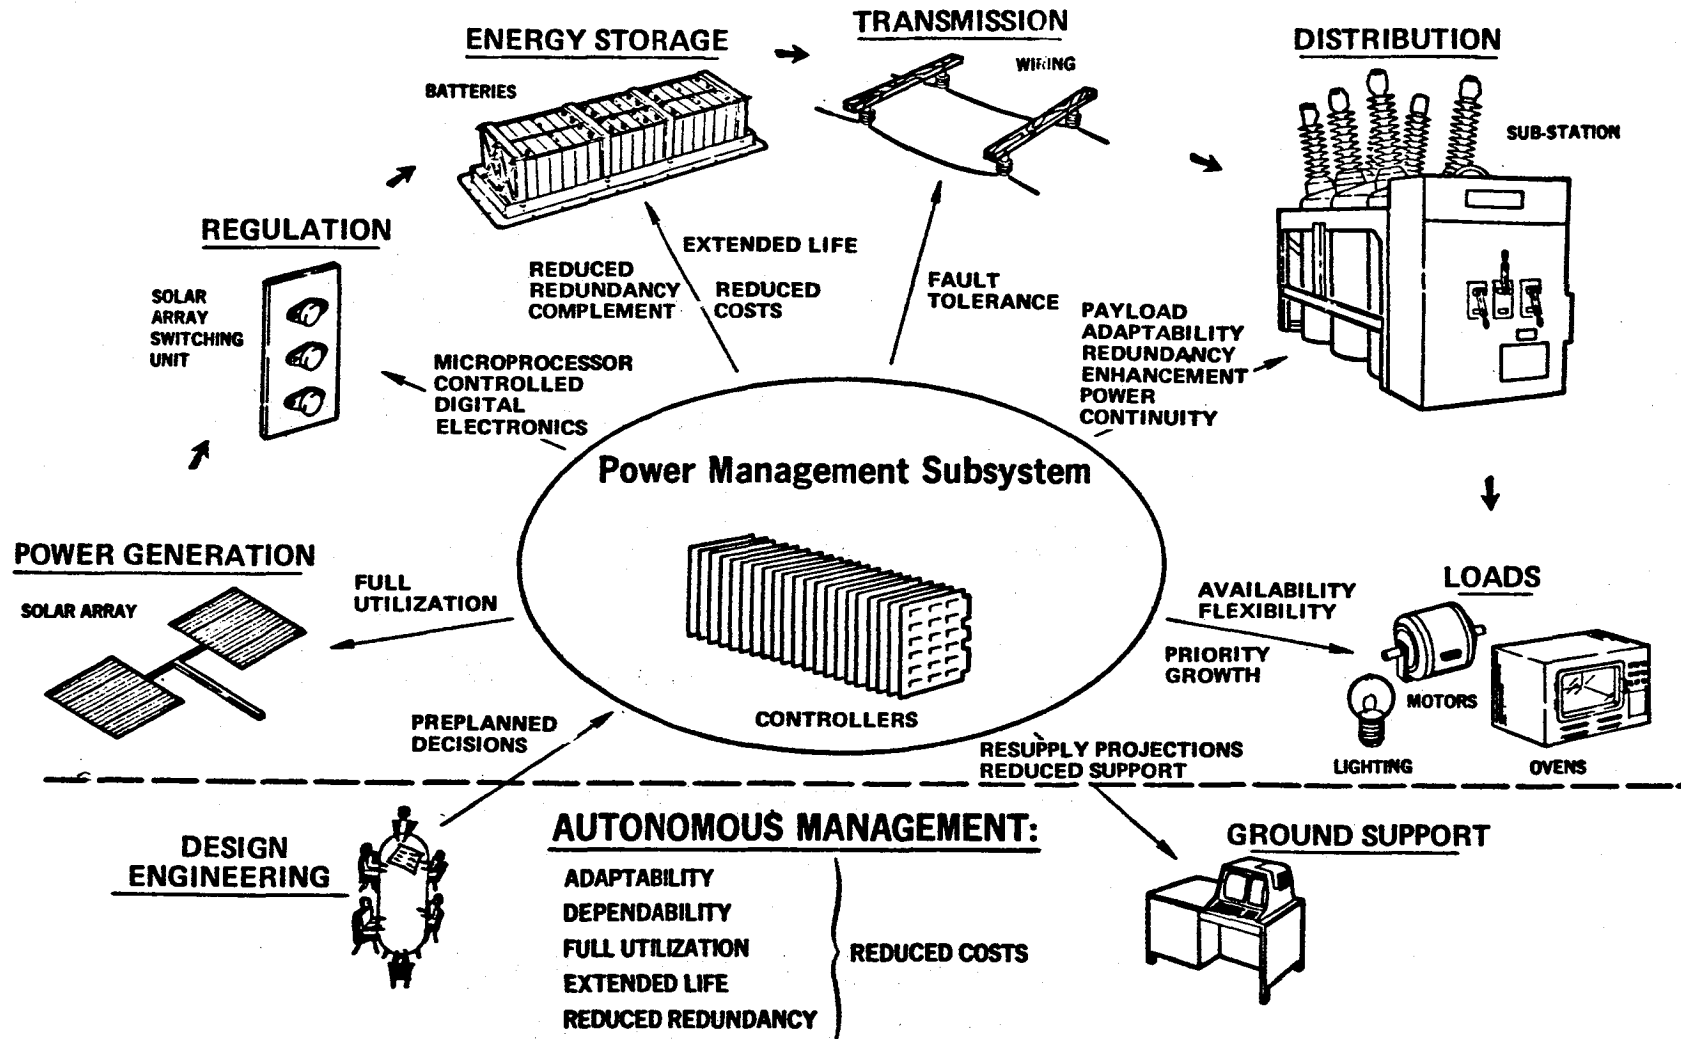 ENERGY STORAGE
BATTERIES
TRANSMISSION
WIRING
DISTRIBUTION
SUB-STATION
REGULATION
SOLAR
ARRAY
SWITCHING
UNIT
EXTENDED LIFE
REDUCED
REDUNDANCY
COMPLEMENT
REDUCED
COSTS
FAULT
TOLERANCE
PAYLOAD
ADAPTABILITY
REDUNDANCY
ENHANCEMENT
POWER
CONTINUITY
MICROPROCESSOR
CONTROLLED
DIGITAL
ELECTRONICS
Power Management Subsystem
CONTROLLERS
POWER GENERATION
SOLAR ARRAY
FULL
UTILIZATION
AVAILABILITY
FLEXIBILITY
PRIORITY
GROWTH
LOADS
MOTORS
LIGHTING
OVENS
PREPLANNED
DECISIONS
RESUPPLY PROJECTIONS
REDUCED SUPPORT
DESIGN
ENGINEERING
AUTONOMOUS MANAGEMENT:
ADAPTABILITY
DEPENDABILITY
FULL UTILIZATION
EXTENDED LIFE
REDUCED REDUNDANCY
REDUCED COSTS
GROUND SUPPORT